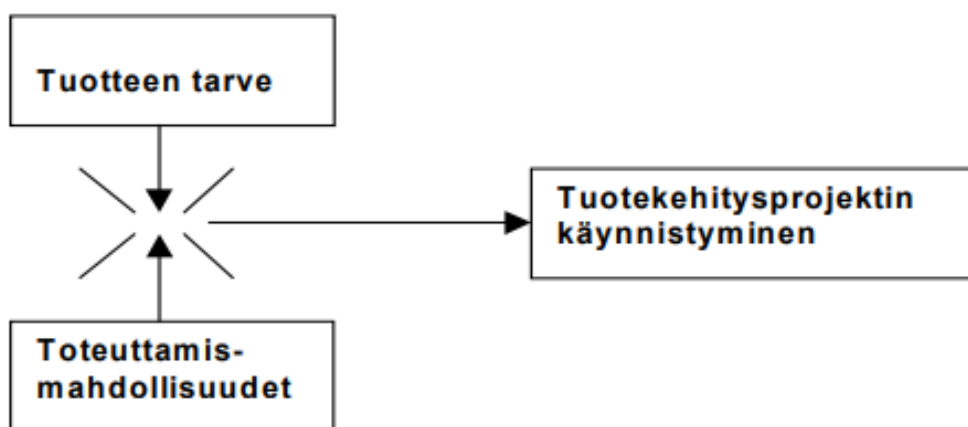 Tuotteen tarve
Tuotekehitysprojektin
käynnistyminen
Toteuttamis-
mahdollisuudet